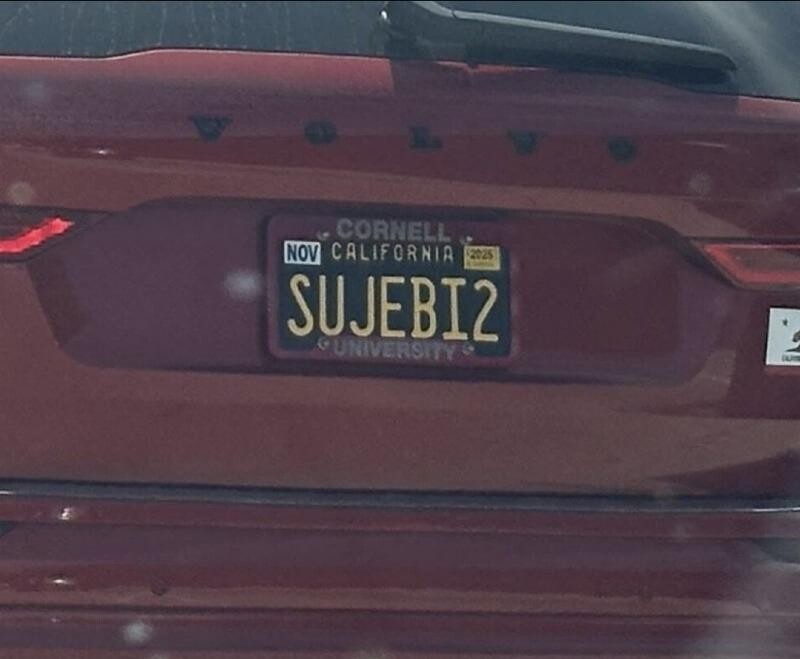 VOLVO
CORNELL
NOV CALIFORNIA 2025
SUJEBI2
UNIVERSITY